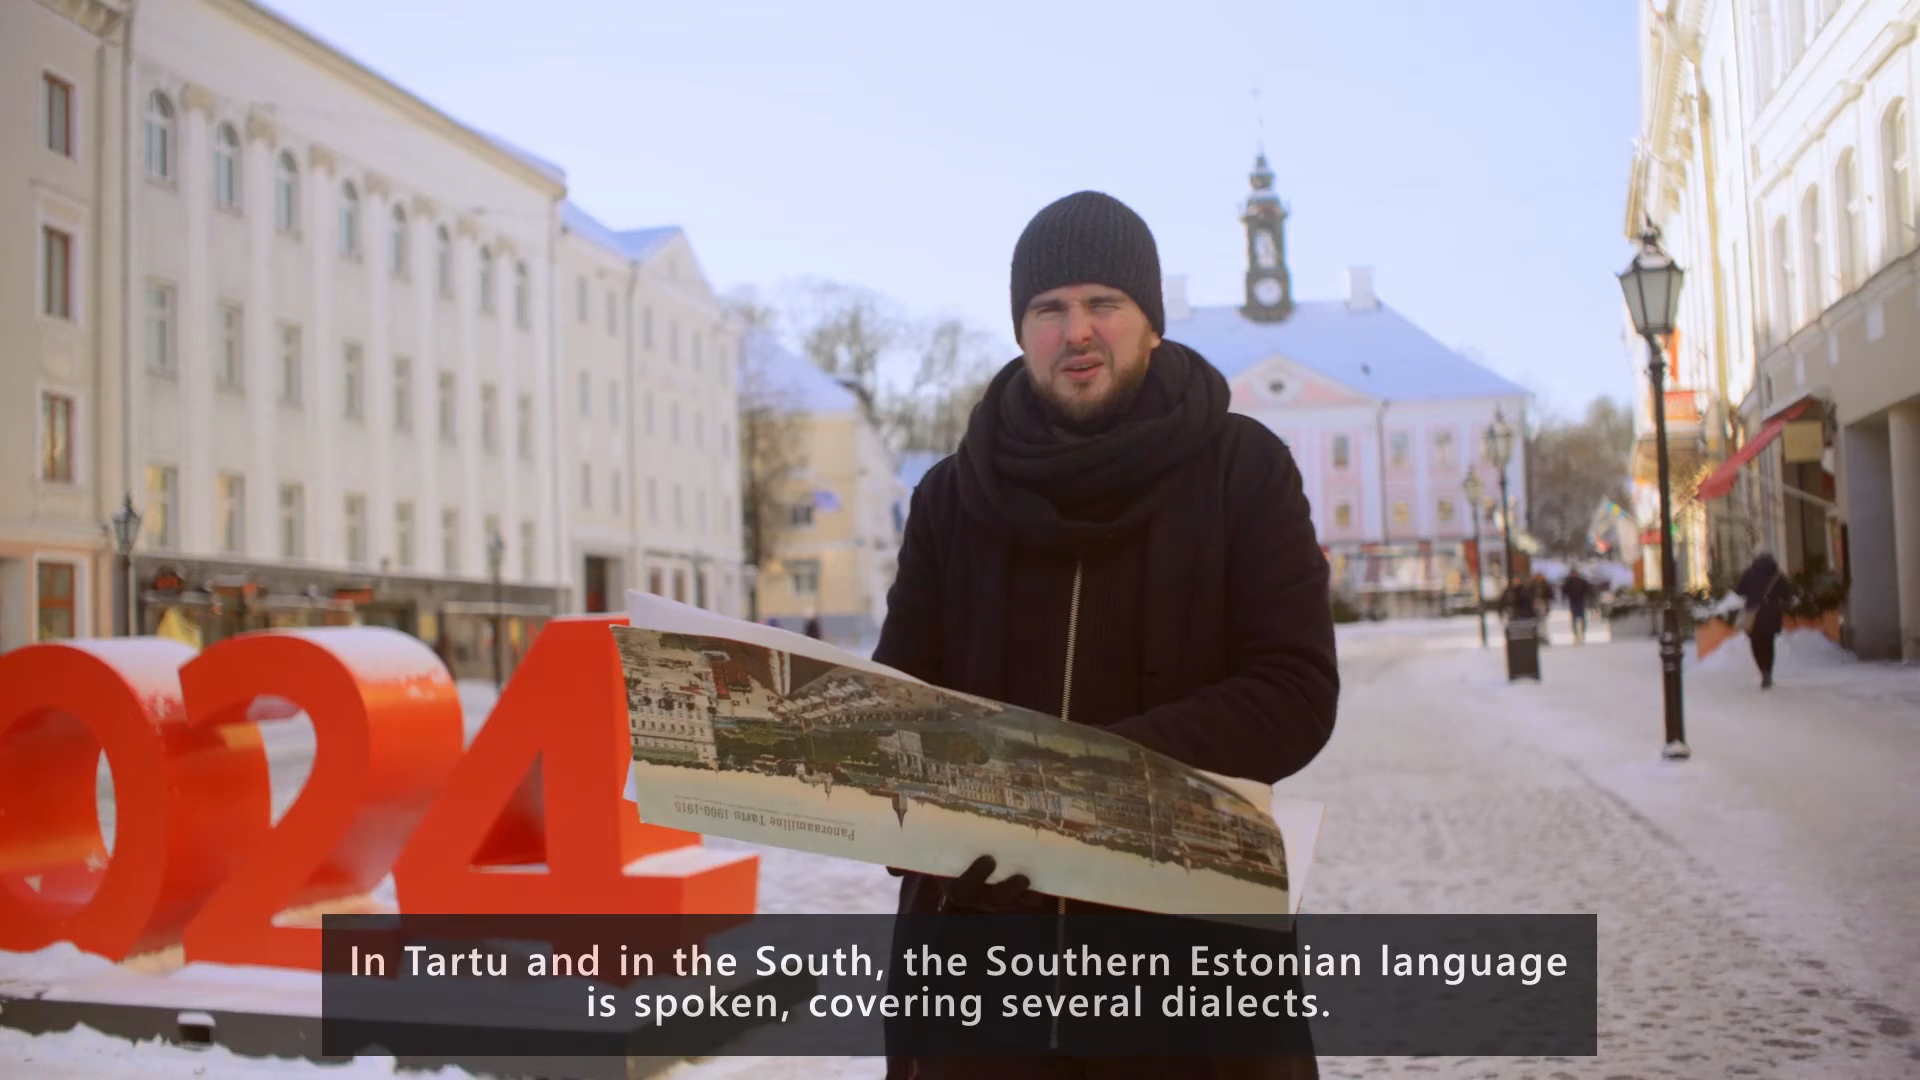 024
Panoraamiline Tartu 1900-1915
In Tartu and in the South, the Southern Estonian language
is spoken, covering several dialects.